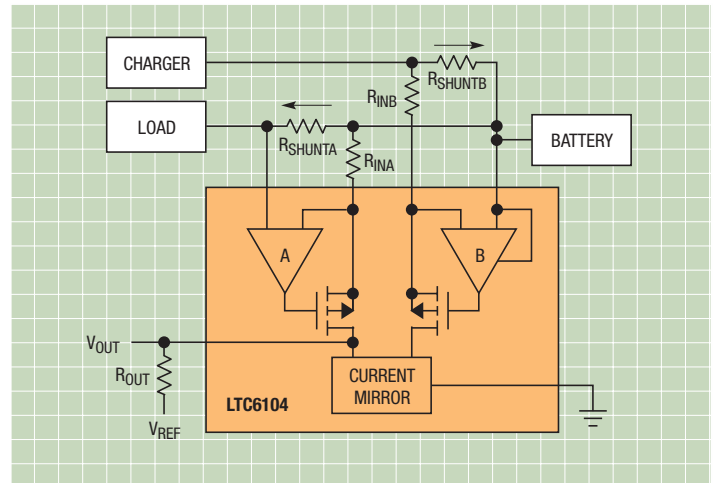 CHARGER
RSHUNTB
RINB
LOAD
RSHUNTA
RINA
BATTERY
A
B
VOUT
ROUT
VREF
LTC6104
CURRENT
MIRROR